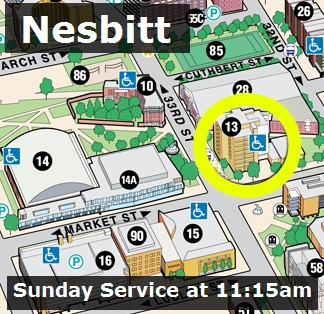 Nesbitt
55C
26
32ND ST
85
ARCH ST
P
86
CUTHBERT ST
10
28
33RD ST
13
14
14A
P
MARKET ST
90
15
P
16
58
Sunday Service at 11:15am